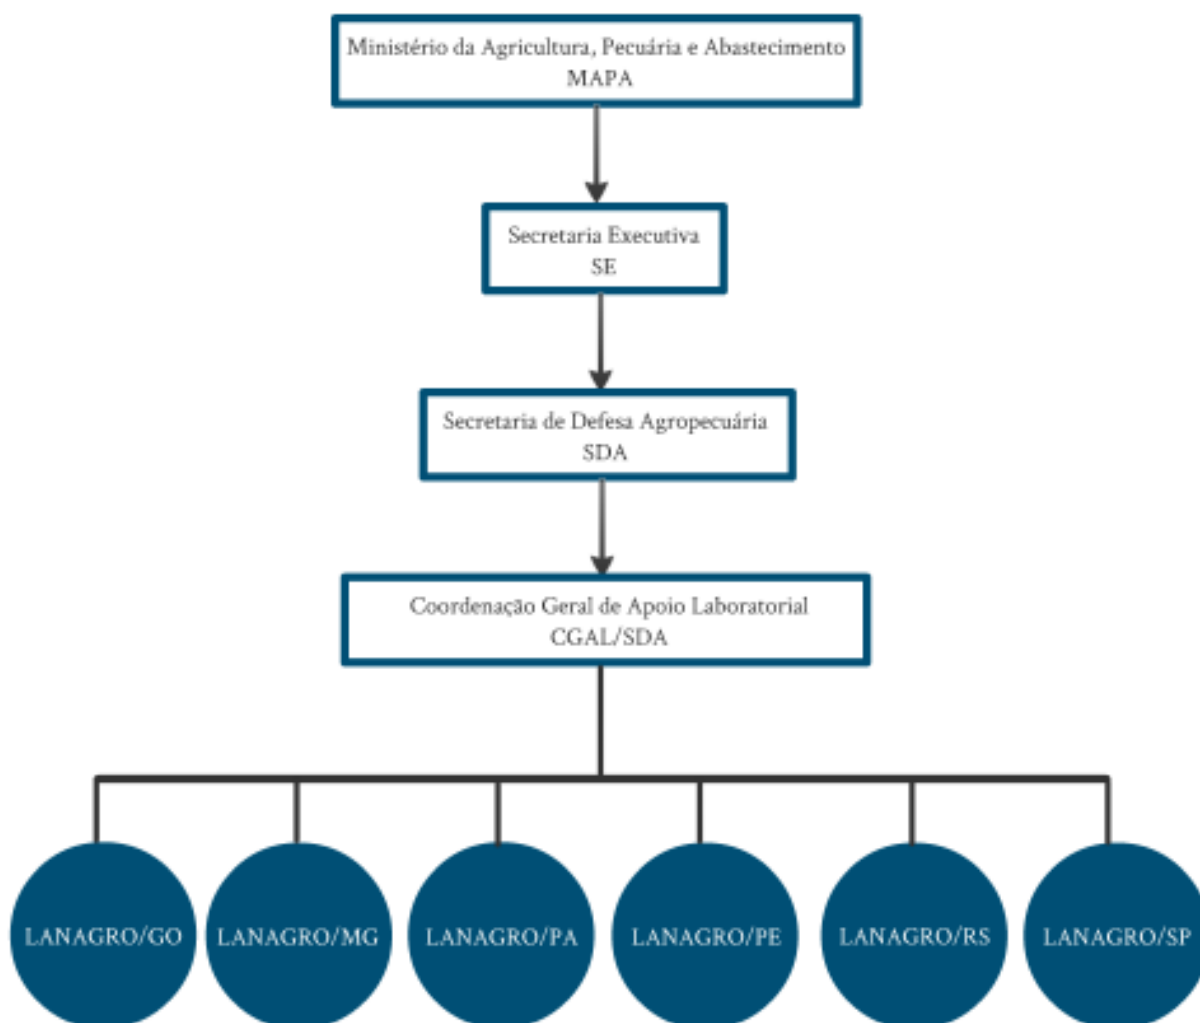 Ministério da Agricultura, Pecuária e Abastecimento
MAPA
Secretaria Executiva
SE
Secretaria de Defesa Agropecuária
SDA
Coordenação Geral de Apoio Laboratorial
CGAL/SDA
LANAGRO/GO
LANAGRO/MG
LANAGRO/PA
LANAGRO/PE
LANAGRO/RS
LANAGRO/SP